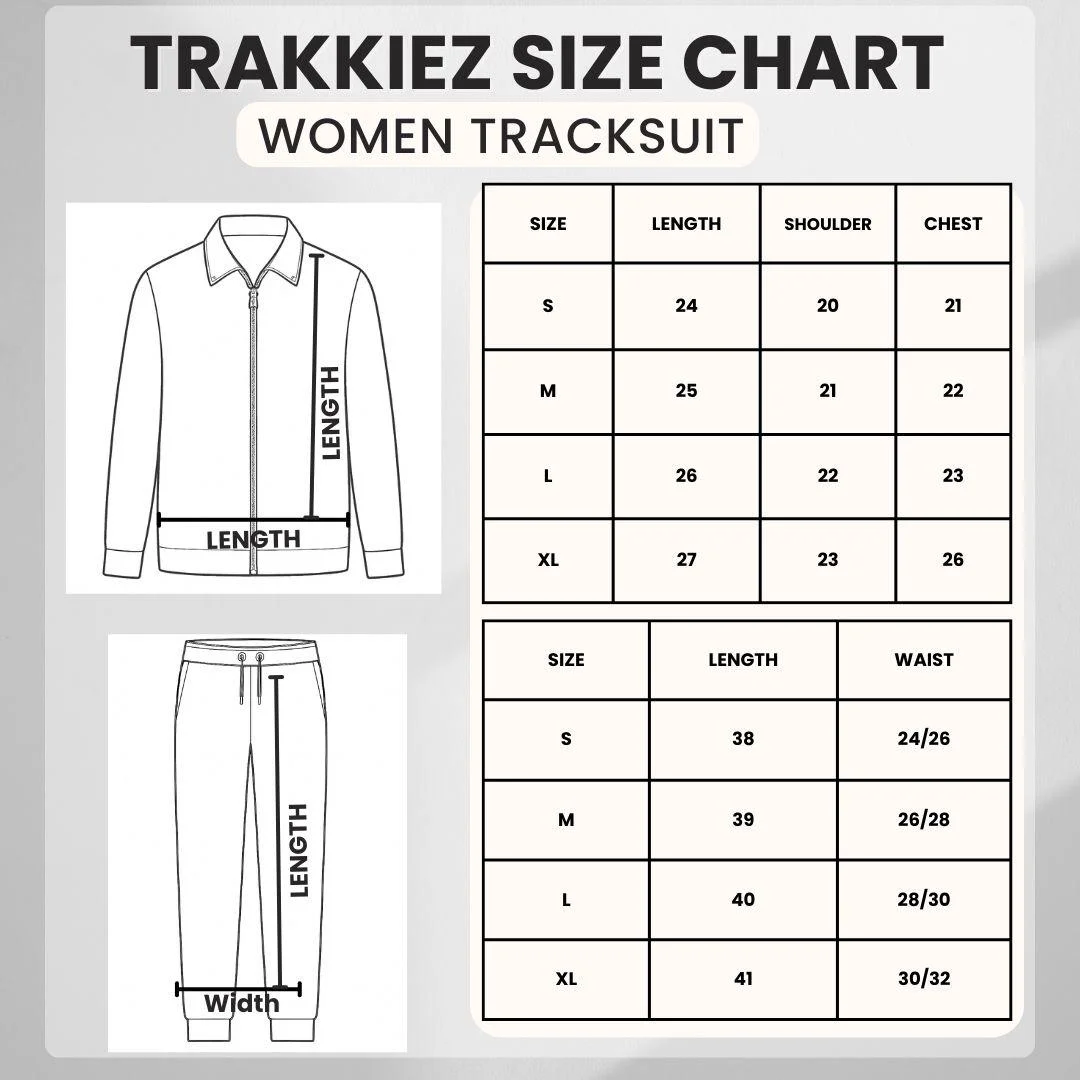 TRAKKIEZ SIZE CHART
WOMEN TRACKSUIT
LENGTH
LENGTH
SIZE LENGTH SHOULDER CHEST
S 24 20 21
M 25 21 22
L 26 22 23
XL 27 23 26
LENGTH
Width
SIZE LENGTH WAIST
S 38 24/26
M 39 26/28
L 40 28/30
XL 41 30/32